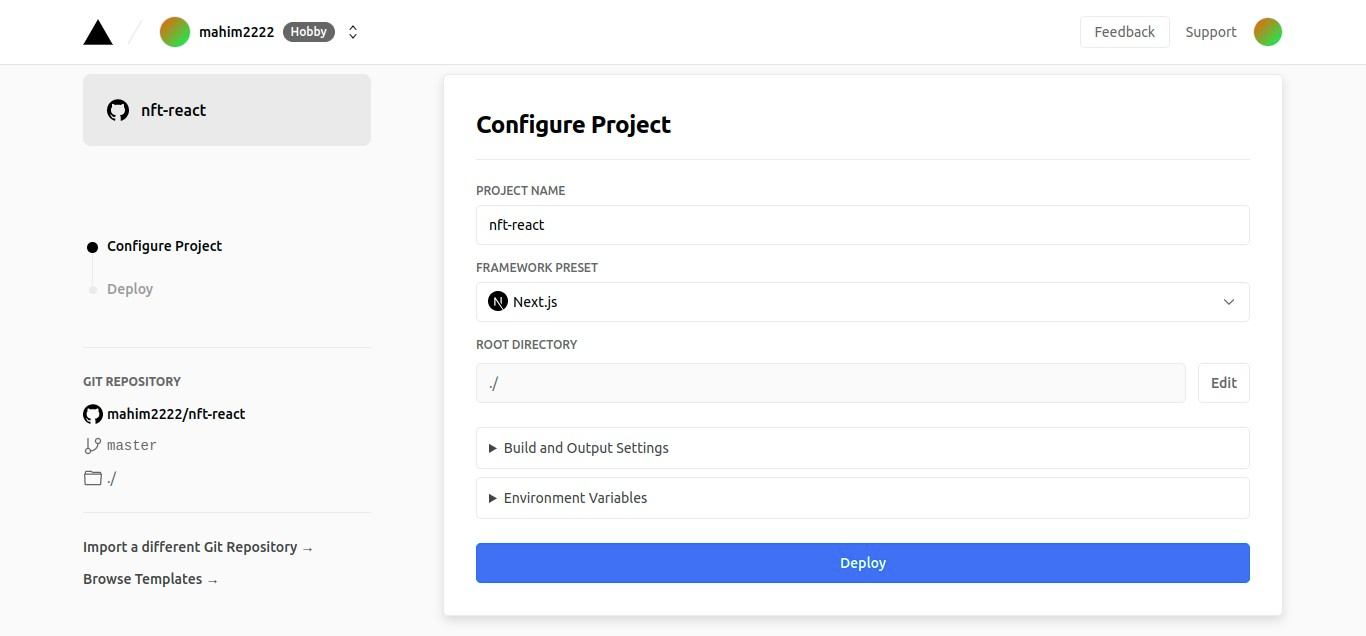 mahim2222 Hobby
Feedback Support
nft-react
Configure Project
Deploy
GIT REPOSITORY
mahim2222/nft-react
master
./
Import a different Git Repository →
Browse Templates →
Configure Project
PROJECT NAME
nft-react
FRAMEWORK PRESET
N Next.js
ROOT DIRECTORY
./ Edit
Build and Output Settings
Environment Variables
Deploy